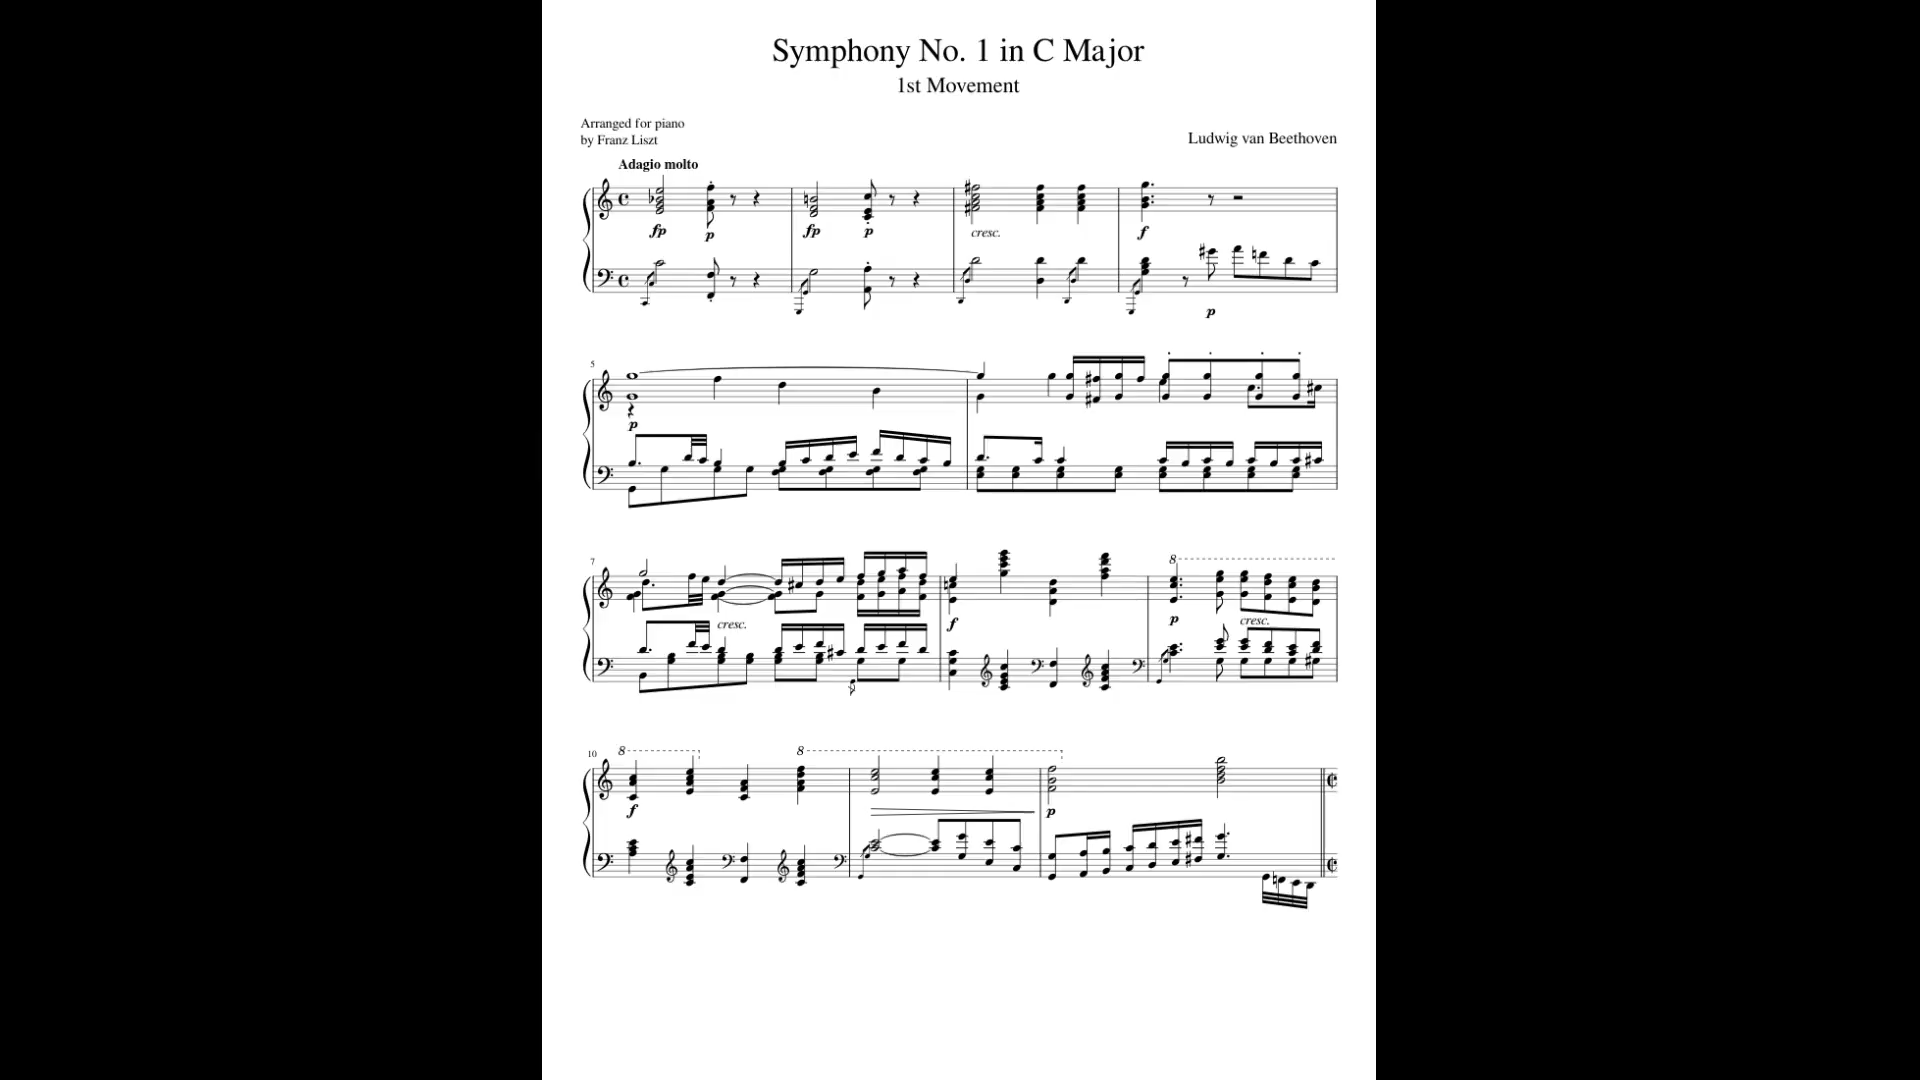 Symphony No. 1 in C Major
1st Movement
Arranged for piano
by Franz Liszt
Ludwig van Beethoven
Adagio molto
fp p fp p cresc. f
p
5
p
7
8
cresc. f p cresc.
10 8 8
f p